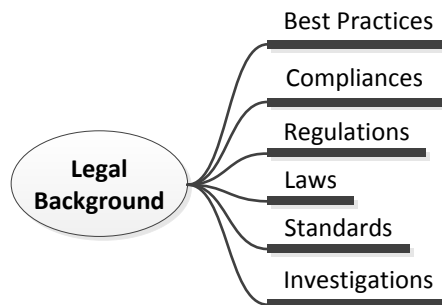 Best Practices
Compliances
Regulations
Legal
Background
Laws
Standards
Investigations